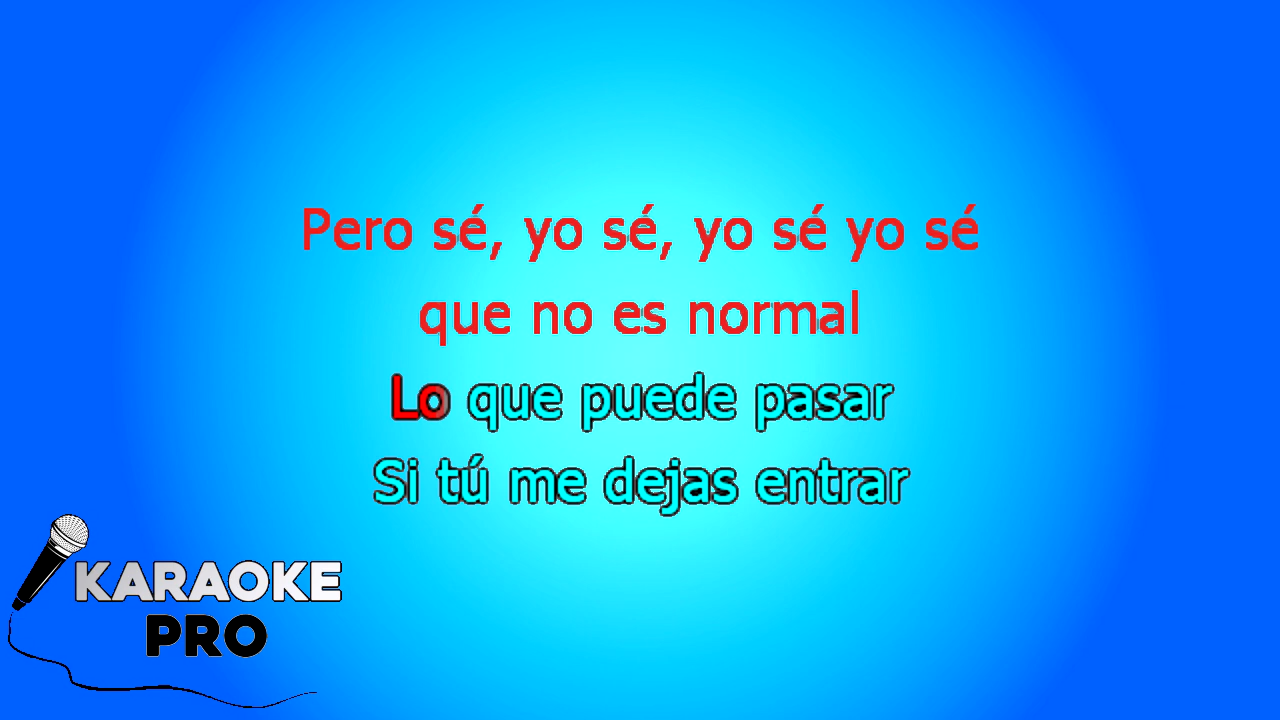 Pero sé, yo sé, yo sé yo sé
que no es normal
Lo que puede pasar
Si tú me dejas entrar
KARAOKE
PRO